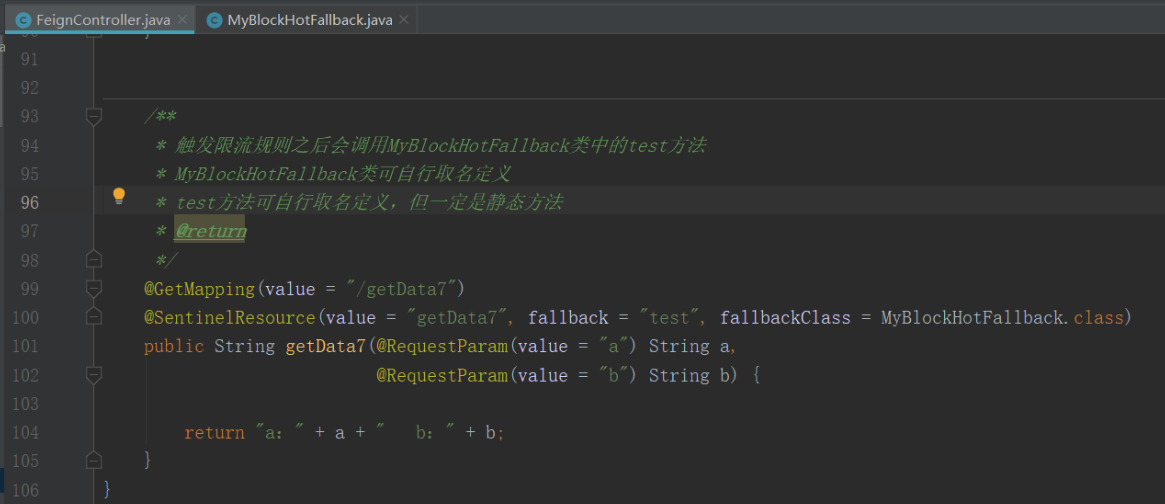 FeignController.java MyBlockHotFallback.java
91
92
93 /**
94 * 触发限流规则之后会调用MyBlockHotFallback类中的test方法
95 * MyBlockHotFallback类可自行取名定义
96 * test方法可自行取名定义，但一定是静态方法
97 * @return
98 */
99 @GetMapping(value = "/getData7")
100 @SentinelResource(value = "getData7", fallback = "test", fallbackClass = MyBlockHotFallback.class)
101 public String getData7(@RequestParam(value = "a") String a,
102 @RequestParam(value = "b") String b) {
103
104 return "a：" + a + "   b：" + b;
105 }
106 }